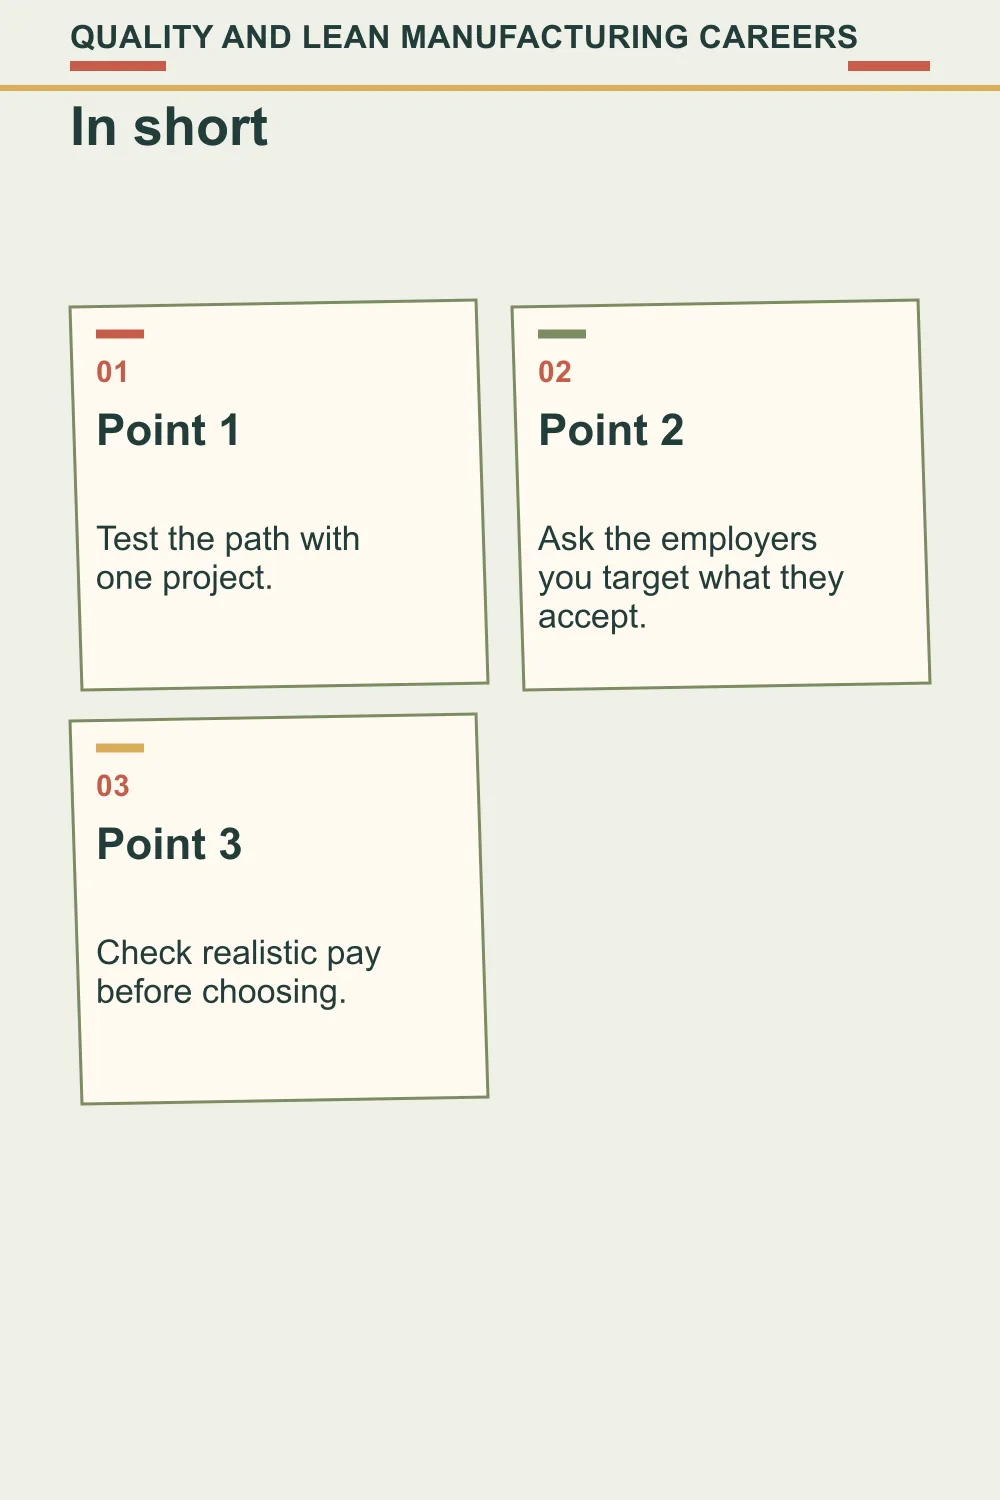 QUALITY AND LEAN MANUFACTURING CAREERS
In short
01
Point 1
Test the path with
one project.
02
Point 2
Ask the employers
you target what they
accept.
03
Point 3
Check realistic pay
before choosing.